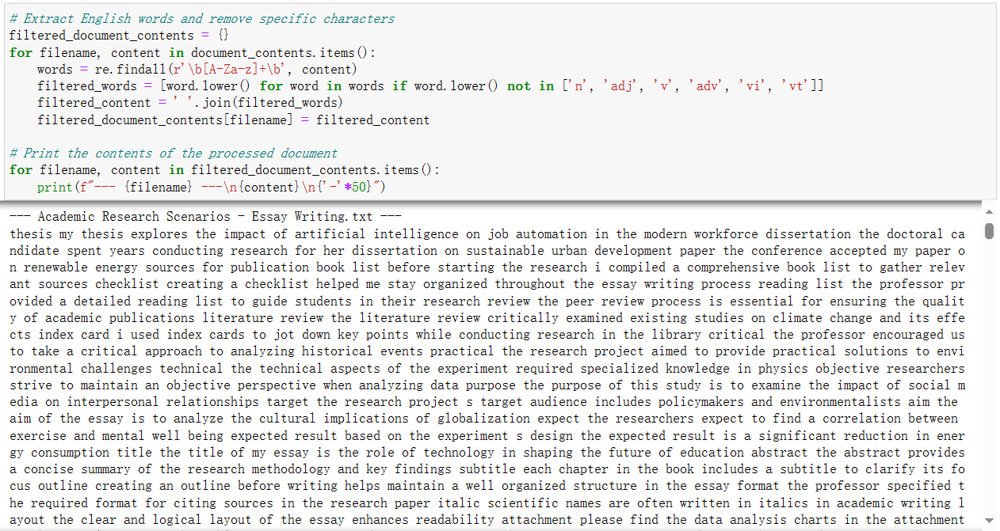 # Extract English words and remove specific characters
filtered_document_contents = {}
for filename, content in document_contents.items():
    words = re.findall(r'\b[A-Za-z]+\b', content)
    filtered_words = [word.lower() for word in words if word.lower() not in ['n', 'adj', 'v', 'adv', 'vi', 'vt']]
    filtered_content = ' '.join(filtered_words)
    filtered_document_contents[filename] = filtered_content

# Print the contents of the processed document
for filename, content in filtered_document_contents.items():
    print(f"--- {filename} ---\n{content}\n{'-'*50}")
--- Academic Research Scenarios - Essay Writing.txt ---
thesis my thesis explores the impact of artificial intelligence on job automation in the modern workforce dissertation the doctoral ca
ndidate spent years conducting research for her dissertation on sustainable urban development paper the conference accepted my paper o
n renewable energy sources for publication book list before starting the research i compiled a comprehensive book list to gather relev
ant sources checklist creating a checklist helped me stay organized throughout the essay writing process reading list the professor pr
ovided a detailed reading list to guide students in their research review the peer review process is essential for ensuring the qualit
y of academic publications literature review the literature review critically examined existing studies on climate change and its effe
cts index card i used index cards to jot down key points while conducting research in the library critical the professor encouraged us
to take a critical approach to analyzing historical events practical the research project aimed to provide practical solutions to envi
ronmental challenges technical the technical aspects of the experiment required specialized knowledge in physics objective researchers
strive to maintain an objective perspective when analyzing data purpose the purpose of this study is to examine the impact of social m
edia on interpersonal relationships target the research project s target audience includes policymakers and environmentalists aim the
aim of the essay is to analyze the cultural implications of globalization expect the researchers expect to find a correlation between
exercise and mental well being expected result based on the experiment s design the expected result is a significant reduction in ener
gy consumption title the title of my essay is the role of technology in shaping the future of education abstract the abstract provides
a concise summary of the research methodology and key findings subtitle each chapter in the book includes a subtitle to clarify its fo
cus outline creating an outline before writing helps maintain a well organized structure in the essay format the professor specified t
he required format for citing sources in the research paper italic scientific names are often written in italics in academic writing l
ayout the clear and logical layout of the essay enhances readability attachment please find the data analysis charts in the attachment